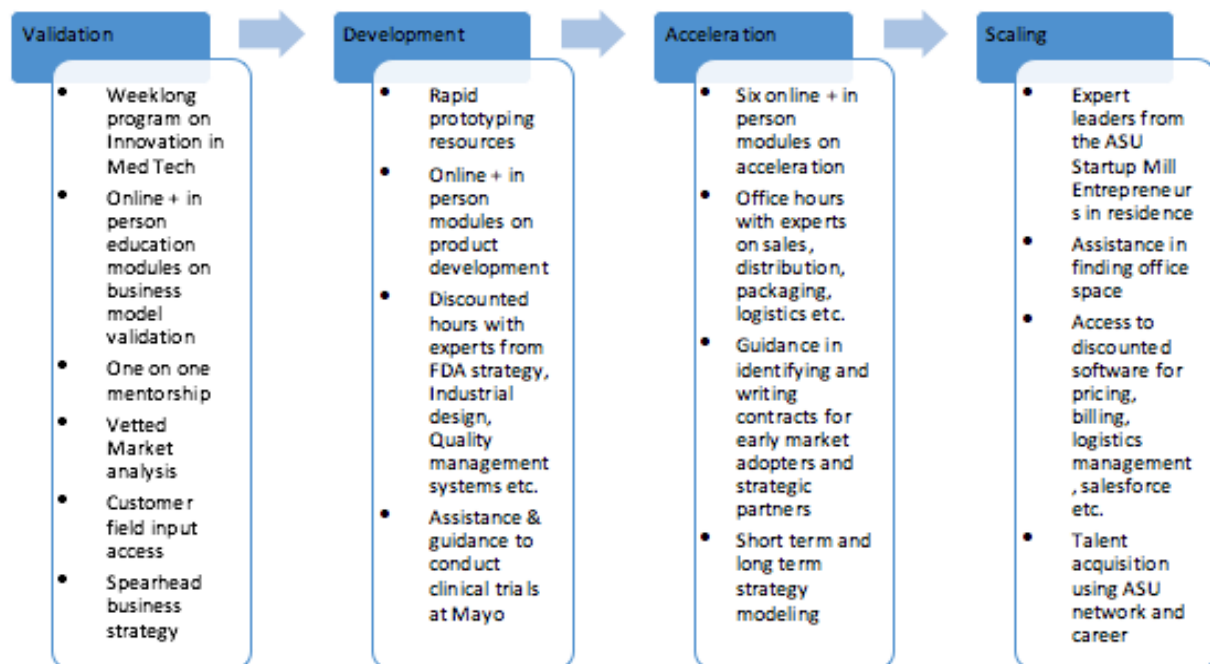 Validation
• Weeklong
program on
Innovation in
Med Tech
• Online + in
person
education
modules on
business
model
validation
• One on one
mentorship
• Vetted
Market
analysis
• Customer
field input
access
• Spearhead
business
strategy
Development
• Rapid
prototyping
resources
• Online + in
person
modules on
product
development
• Discounted
hours with
experts from
FDA strategy,
Industrial
design,
Quality
management
systems etc.
• Assistance &
guidance to
conduct
clinical trials
at Mayo
Acceleration
• Six online + in
person
modules on
acceleration
• Office hours
with experts
on sales,
distribution,
packaging,
logistics etc.
• Guidance in
identifying and
writing
contracts for
early market
adopters and
strategic
partners
• Short term and
long term
strategy
modeling
Scaling
• Expert
leaders from
the ASU
Startup Mill
Entrepreneur
s in residence
• Assistance in
finding office
space
• Access to
discounted
software for
pricing,
billing,
logistics
management
, salesforce
etc.
• Talent
acquisition
using ASU
network and
career